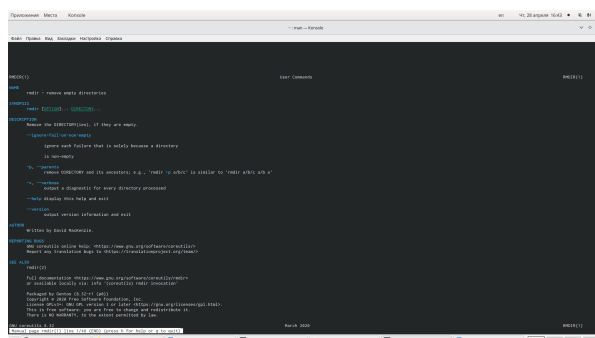 Приложения Места Konsole en Чт, 28 апреля 16:43
~ : man — Konsole
Файл Правка Вид Закладки Настройка Справка
RMDIR(1) User Commands RMDIR(1)
NAME
rmdir - remove empty directories
SYNOPSIS
rmdir [OPTION]... DIRECTORY...
DESCRIPTION
Remove the DIRECTORY(ies), if they are empty.
--ignore-fail-on-non-empty
ignore each failure that is solely because a directory
is non-empty
-p, --parents
remove DIRECTORY and its ancestors; e.g., 'rmdir -p a/b/c' is similar to 'rmdir a/b/c a/b a'
-v, --verbose
output a diagnostic for every directory processed
--help display this help and exit
--version
output version information and exit
AUTHOR
Written by David MacKenzie.
REPORTING BUGS
GNU coreutils online help: <https://www.gnu.org/software/coreutils/>
Report any translation bugs to <https://translationproject.org/team/>
SEE ALSO
rmdir(2)
Full documentation <https://www.gnu.org/software/coreutils/rmdir>
or available locally via: info '(coreutils) rmdir invocation'
Packaged by Gentoo (8.32-r1 (p0))
Copyright © 2020 Free Software Foundation, Inc.
License GPLv3+: GNU GPL version 3 or later <https://gnu.org/licenses/gpl.html>.
This is free software: you are free to change and redistribute it.
There is NO WARRANTY, to the extent permitted by law.
GNU coreutils 8.32 March 2020 RMDIR(1)
Manual page rmdir(1) line 1/46 (END) (press h for help or q to quit)